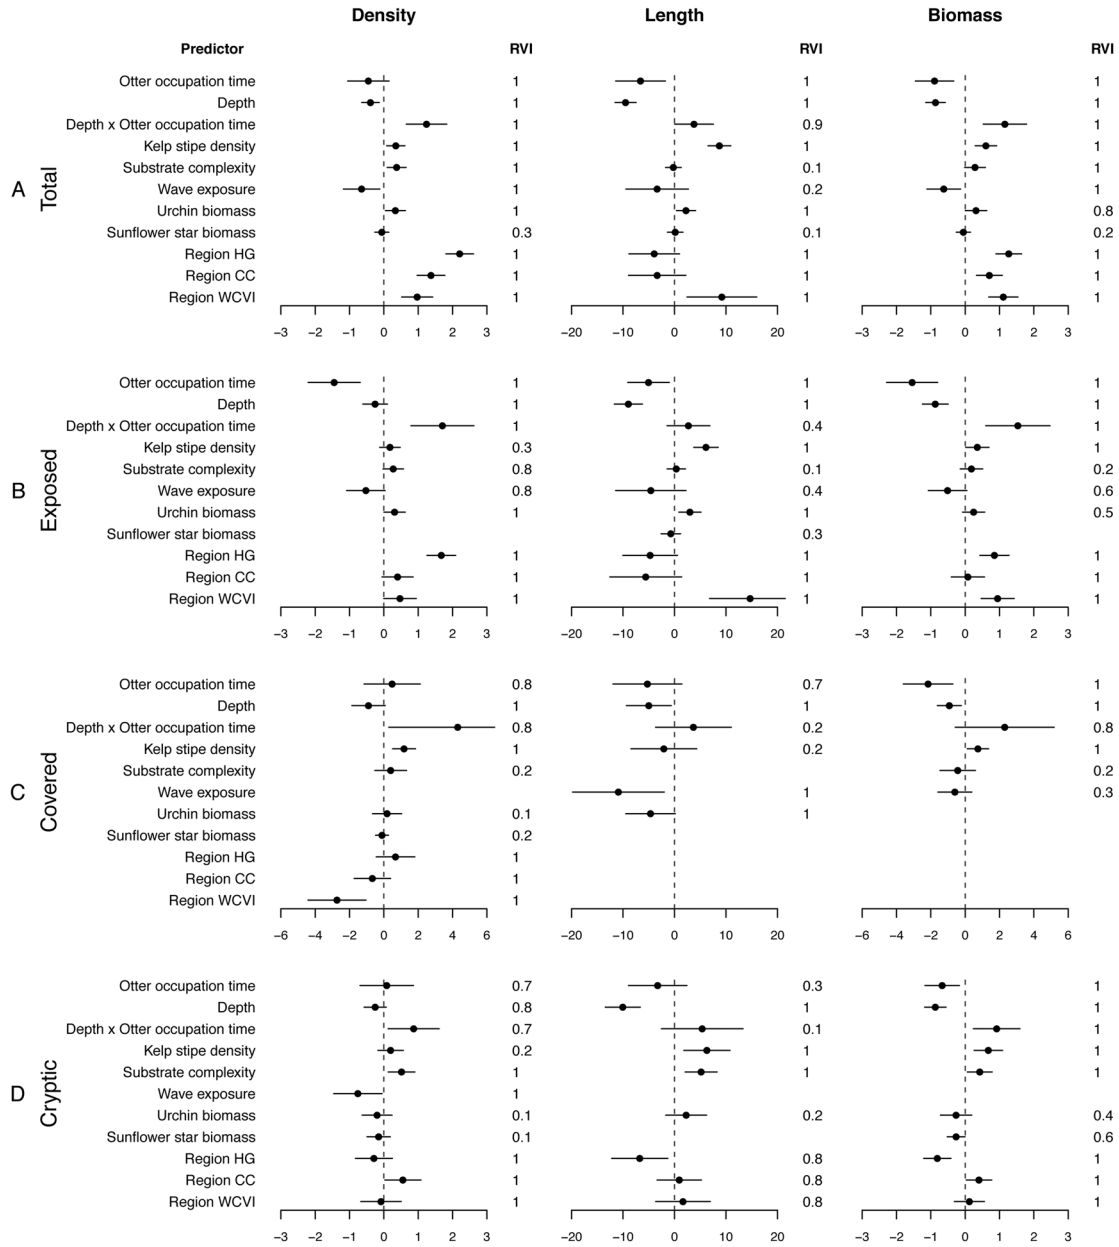 Density Length Biomass
Predictor RVI RVI RVI
A Total
Otter occupation time 1 1 1
Depth 1 1 1
Depth x Otter occupation time 1 0.9 1
Kelp stipe density 1 1 1
Substrate complexity 1 0.1 1
Wave exposure 1 0.2 1
Urchin biomass 1 1 0.8
Sunflower star biomass 0.3 0.1 0.2
Region HG 1 1 1
Region CC 1 1 1
Region WCVI 1 1 1
−3 −2 −1 0 1 2 3 −20 −10 0 10 20 −3 −2 −1 0 1 2 3
B Exposed
Otter occupation time 1 1 1
Depth 1 1 1
Depth x Otter occupation time 1 0.4 1
Kelp stipe density 0.3 1 1
Substrate complexity 0.8 0.1 0.2
Wave exposure 0.8 0.4 0.6
Urchin biomass 1 1 0.5
Sunflower star biomass 0.3
Region HG 1 1 1
Region CC 1 1 1
Region WCVI 1 1 1
−3 −2 −1 0 1 2 3 −20 −10 0 10 20 −3 −2 −1 0 1 2 3
C Covered
Otter occupation time 0.8 0.7 1
Depth 1 1 1
Depth x Otter occupation time 0.8 0.2 0.8
Kelp stipe density 1 0.2 1
Substrate complexity 0.2 0.2
Wave exposure 1 0.3
Urchin biomass 0.1 1
Sunflower star biomass 0.2
Region HG 1
Region CC 1
Region WCVI 1
−6 −4 −2 0 2 4 6 −20 −10 0 10 20 −6 −4 −2 0 2 4 6
D Cryptic
Otter occupation time 0.7 0.3 1
Depth 0.8 1 1
Depth x Otter occupation time 0.7 0.1 1
Kelp stipe density 0.2 1 1
Substrate complexity 1 1 1
Wave exposure 1
Urchin biomass 0.1 0.2 0.4
Sunflower star biomass 0.1 0.6
Region HG 1 0.8 1
Region CC 1 0.8 1
Region WCVI 1 0.8 1
−6 −4 −2 0 2 4 6 −20 −10 0 10 20 −3 −2 −1 0 1 2 3